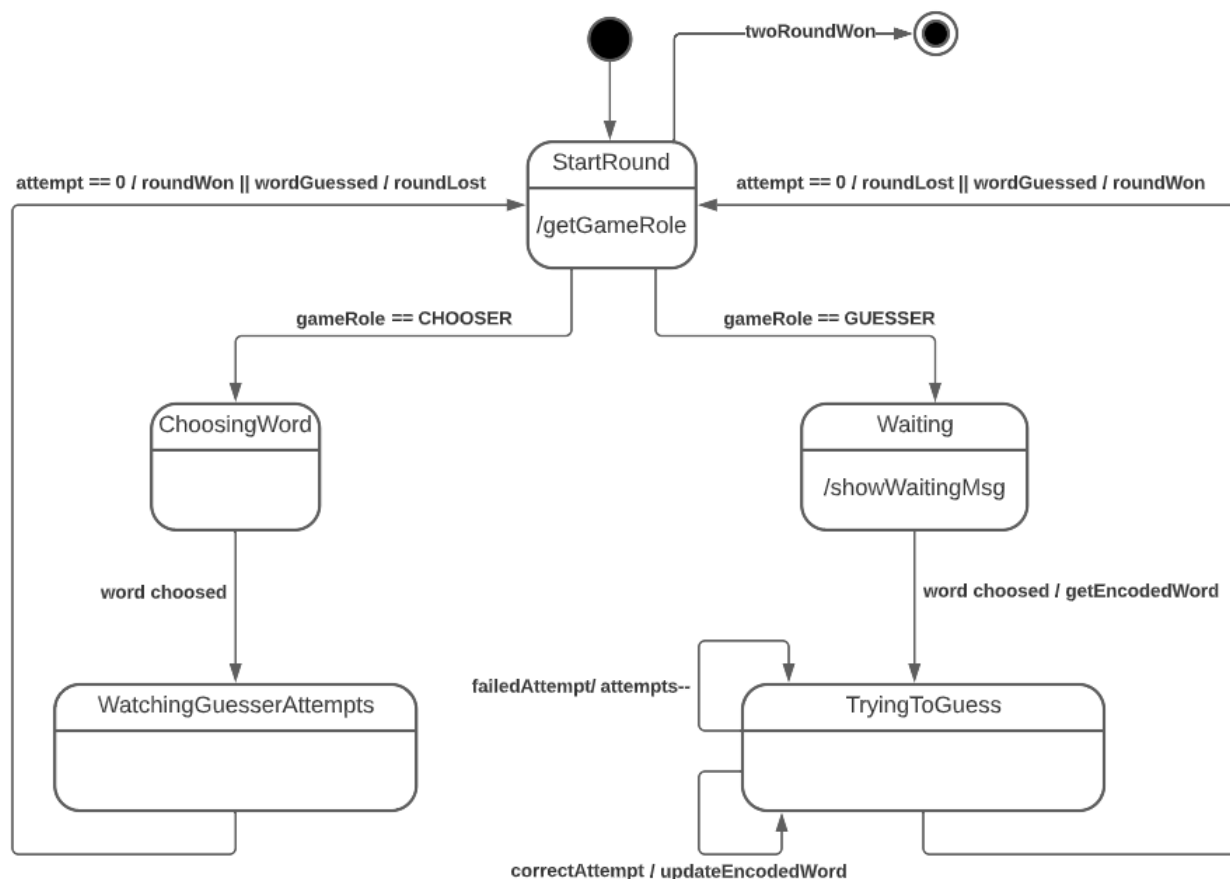 twoRoundWon
StartRound
/getGameRole
attempt == 0 / roundWon || wordGuessed / roundLost
attempt == 0 / roundLost || wordGuessed / roundWon
gameRole == CHOOSER
gameRole == GUESSER
ChoosingWord
Waiting
/showWaitingMsg
word choosed
word choosed / getEncodedWord
WatchingGuesserAttempts
failedAttempt/ attempts--
TryingToGuess
correctAttempt / updateEncodedWord